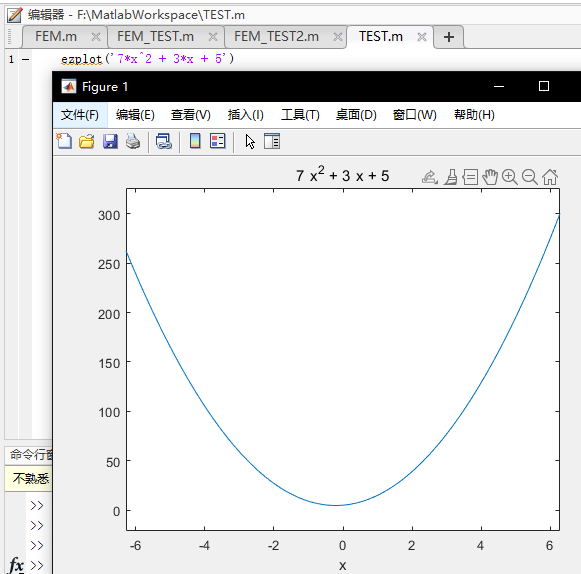 编辑器 - F:\MatlabWorkspace\TEST.m
FEM.m FEM_TEST.m FEM_TEST2.m TEST.m
1 ezplot('7*x^2 + 3*x + 5')
Figure 1
文件(F) 编辑(E) 查看(V) 插入(I) 工具(T) 桌面(D) 窗口(W) 帮助(H)
7 x² + 3 x + 5
300
250
200
150
100
50
0
-6 -4 -2 0 2 4 6
x
命令行窗
不熟悉
>>
>>
>>
fx >>